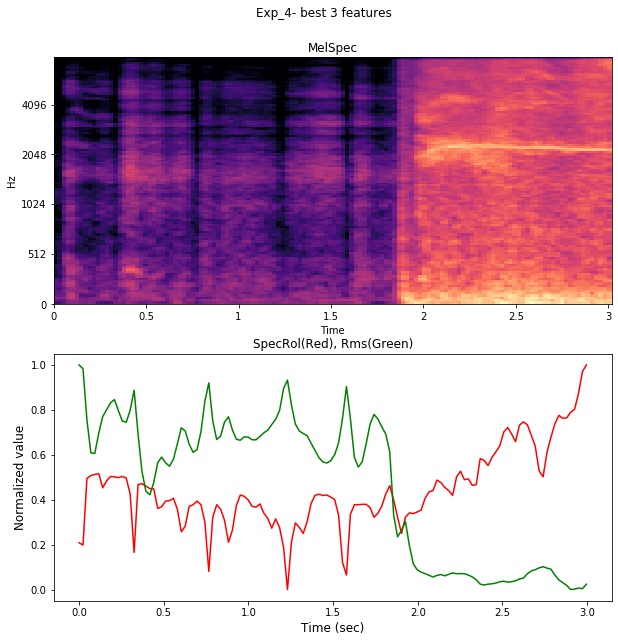 Exp_4- best 3 features
MelSpec
4096
2048
1024
512
0
Hz
0 0.5 1 1.5 2 2.5 3
Time
SpecRol(Red), Rms(Green)
1.0
0.8
0.6
0.4
0.2
0.0
Normalized value
0.0 0.5 1.0 1.5 2.0 2.5 3.0
Time (sec)